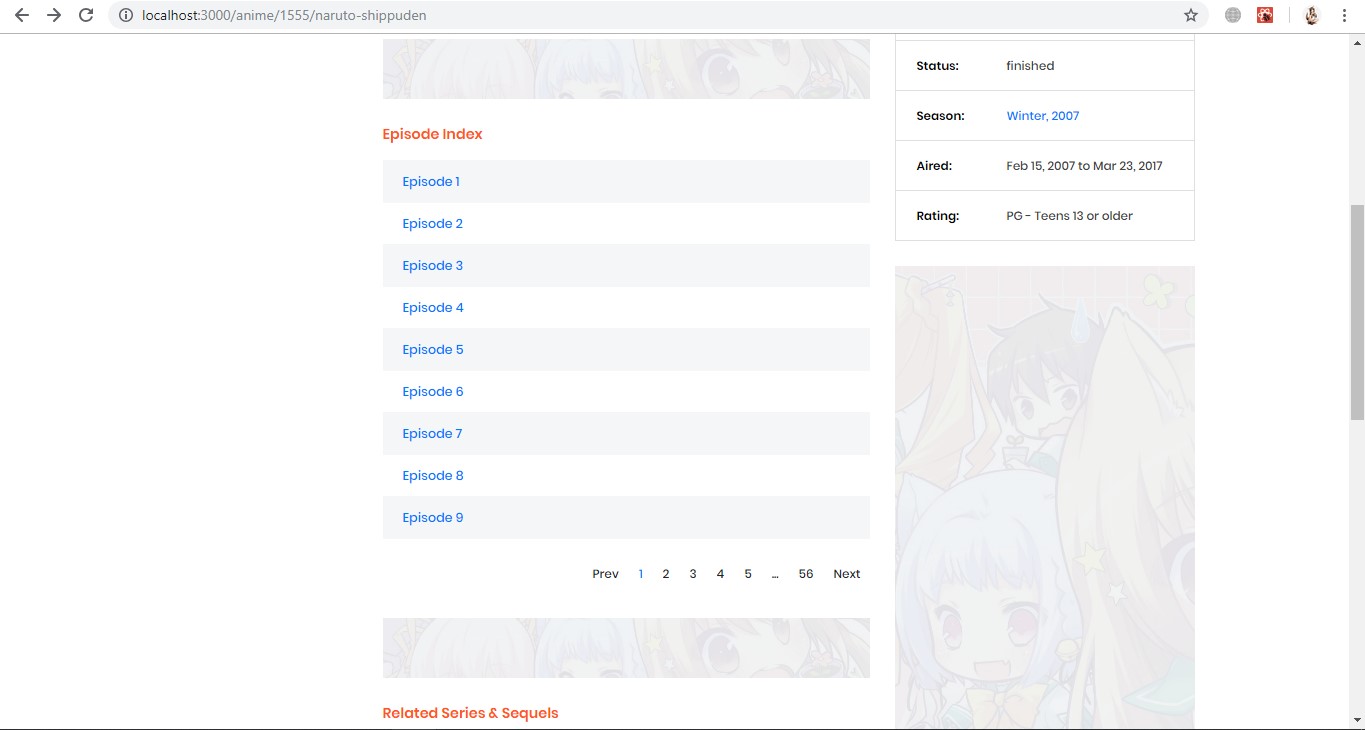 localhost:3000/anime/1555/naruto-shippuden
Episode Index
Episode 1
Episode 2
Episode 3
Episode 4
Episode 5
Episode 6
Episode 7
Episode 8
Episode 9
Prev 1 2 3 4 5 ... 56 Next
Related Series & Sequels
Status: finished
Season: Winter, 2007
Aired: Feb 15, 2007 to Mar 23, 2017
Rating: PG - Teens 13 or older